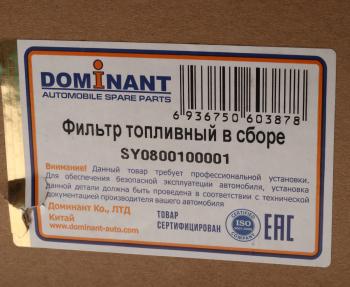 DOMiNANT
AUTOMOBILE SPARE PARTS
6 936750 603878
Фильтр топливный в сборе
SY0800100001
Внимание! Данный товар требует профессиональной установки.
Для обеспечения безопасной эксплуатации автомобиля, установка
данной детали должна быть проведена в соответствии с технической
документацией производителя вашего автомобиля
Доминант Ко., ЛТД
Китай
www.dominant-auto.com
ТОВАР
СЕРТИФИЦИРОВАН
CERTIFIED
ISO
COMPANY
EAC